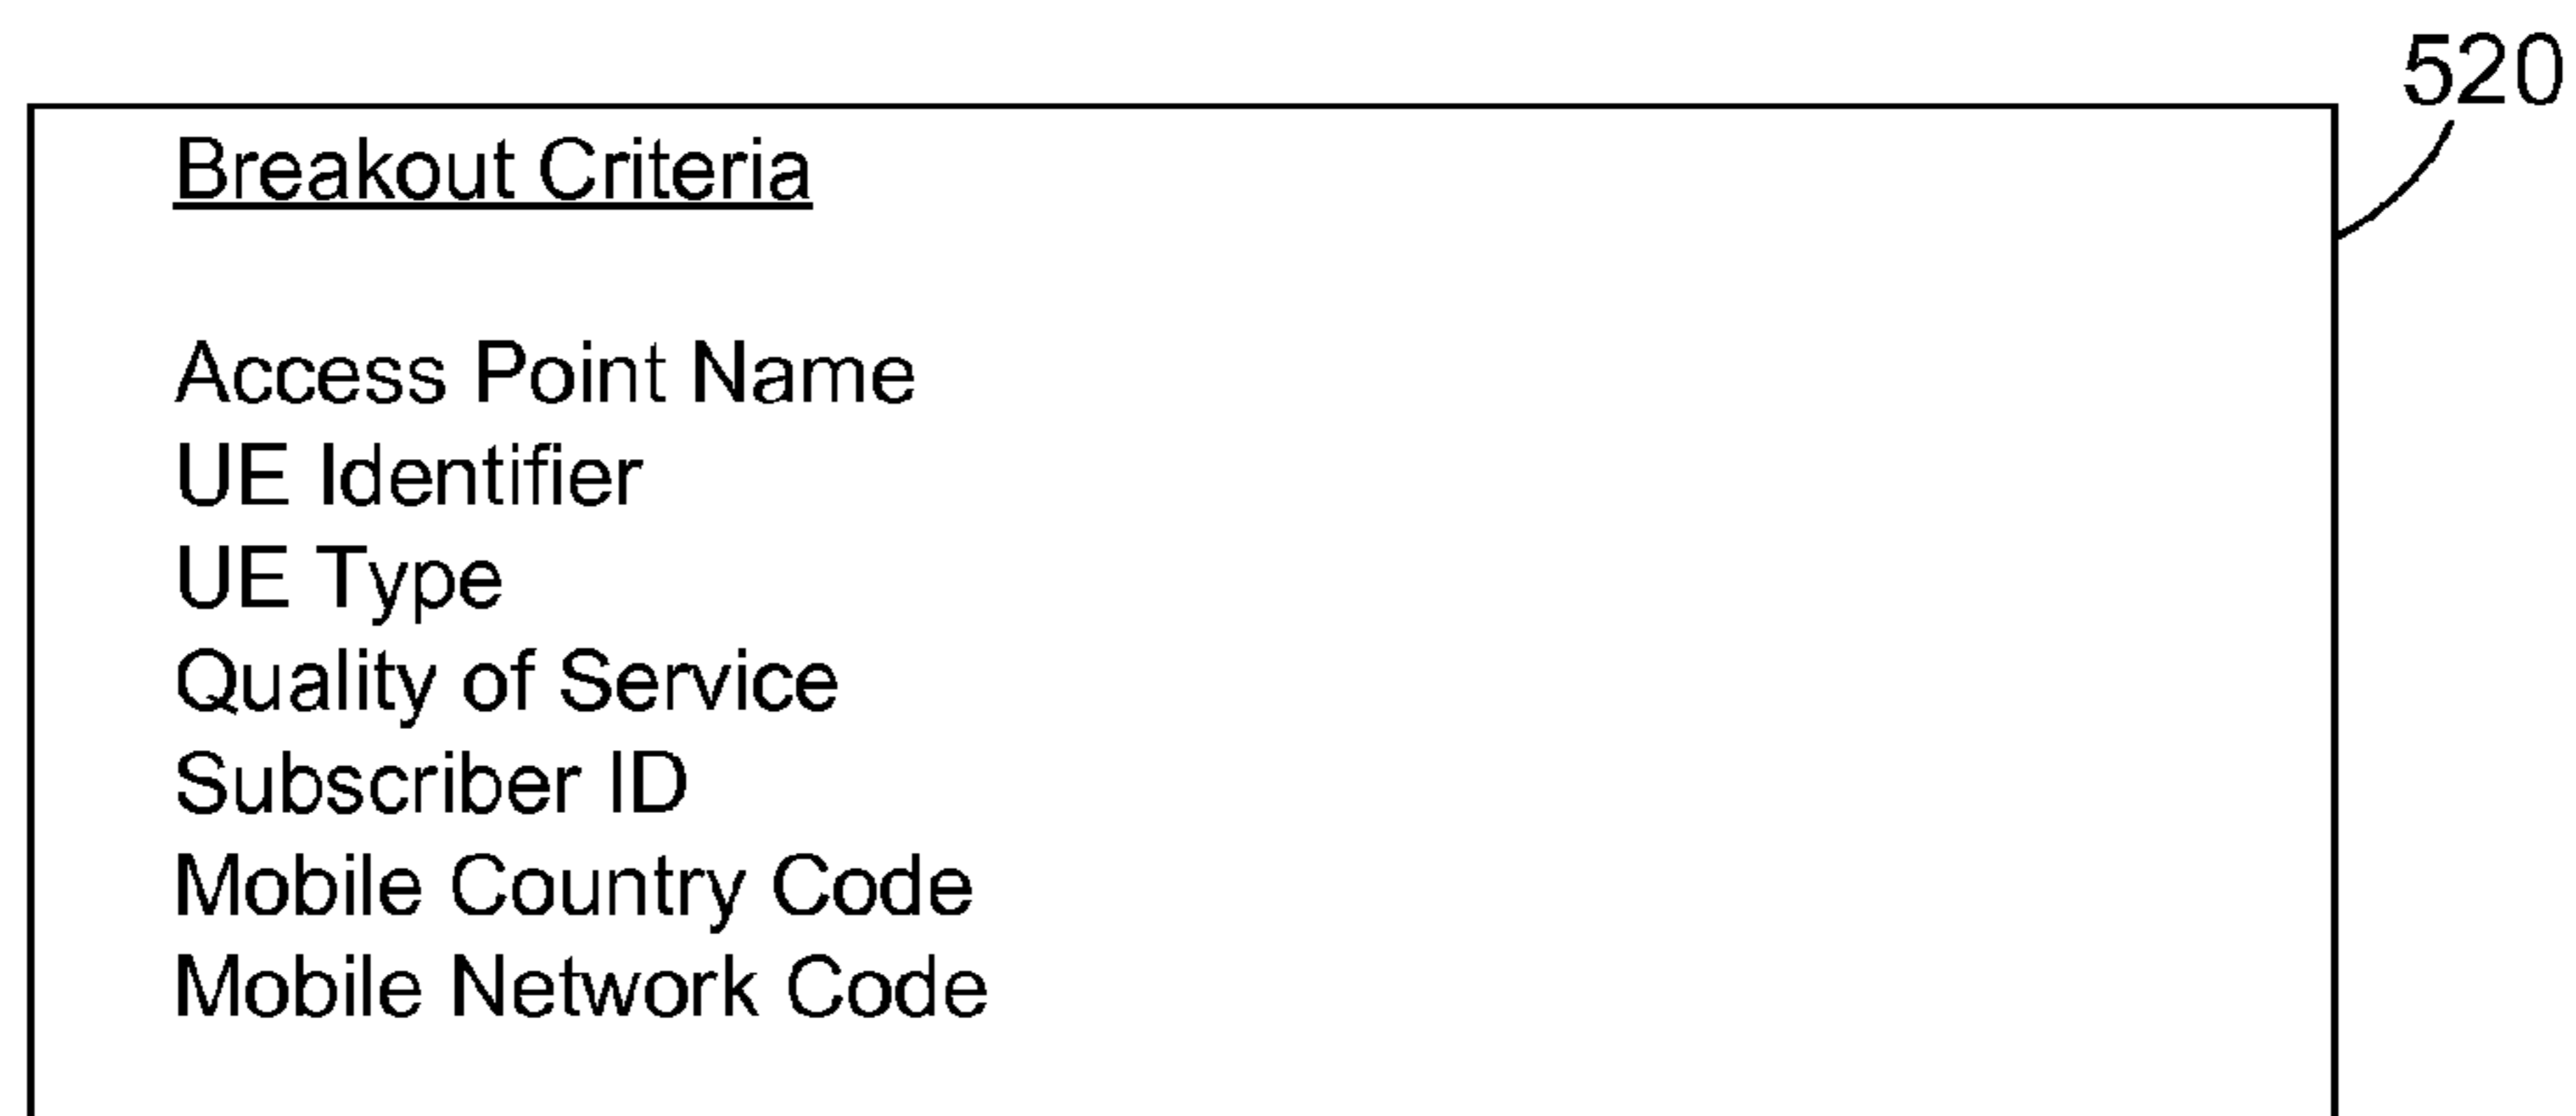 520
Breakout Criteria
Access Point Name
UE Identifier
UE Type
Quality of Service
Subscriber ID
Mobile Country Code
Mobile Network Code